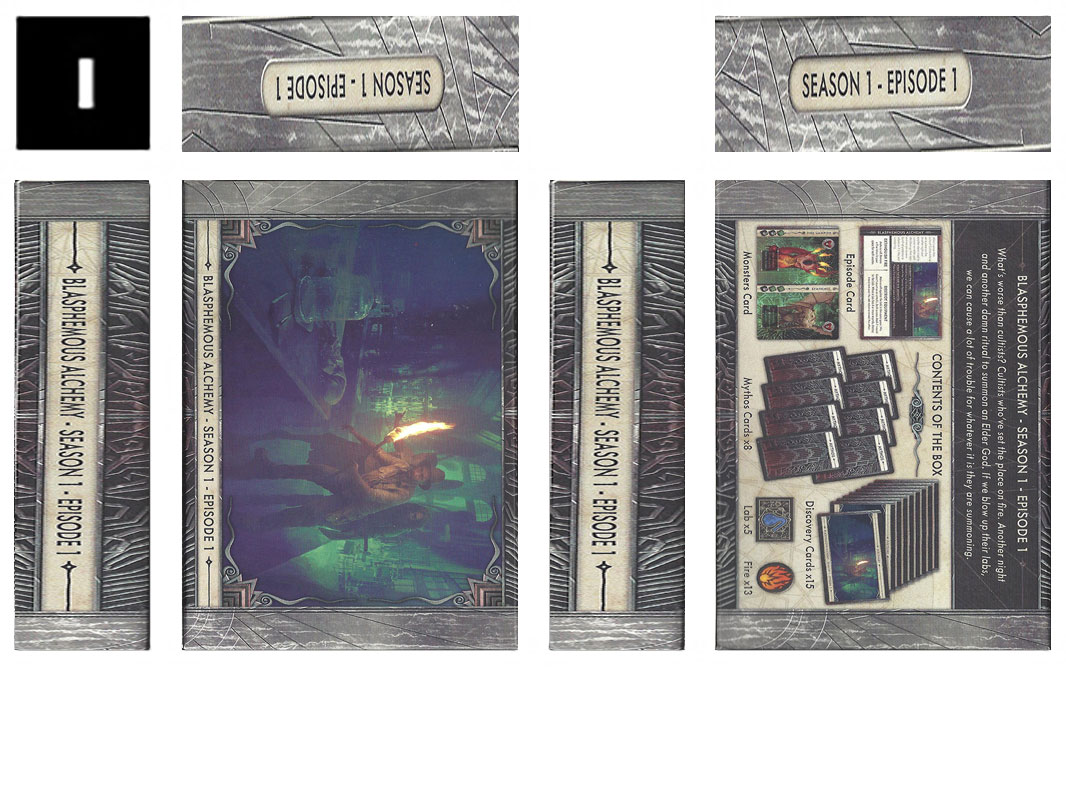 SEASON 1 - EPISODE 1
SEASON 1 - EPISODE 1
BLASPHEMOUS ALCHEMY - SEASON 1 - EPISODE 1
BLASPHEMOUS ALCHEMY - SEASON 1 - EPISODE 1
BLASPHEMOUS ALCHEMY - SEASON 1 - EPISODE 1
BLASPHEMOUS ALCHEMY - SEASON 1 - EPISODE 1
What's worse than cultists? Cultists who've set the place on fire. Another night
and another damn ritual to summon an Elder God. If we blow up their labs,
we can cause a lot of trouble for whatever it is they are summoning.
CONTENTS OF THE BOX
BLASPHEMOUS ALCHEMY
Episode Card
Monsters Card
Mythos Cards x8
Discovery Cards x15
Lab x5
Fire x13